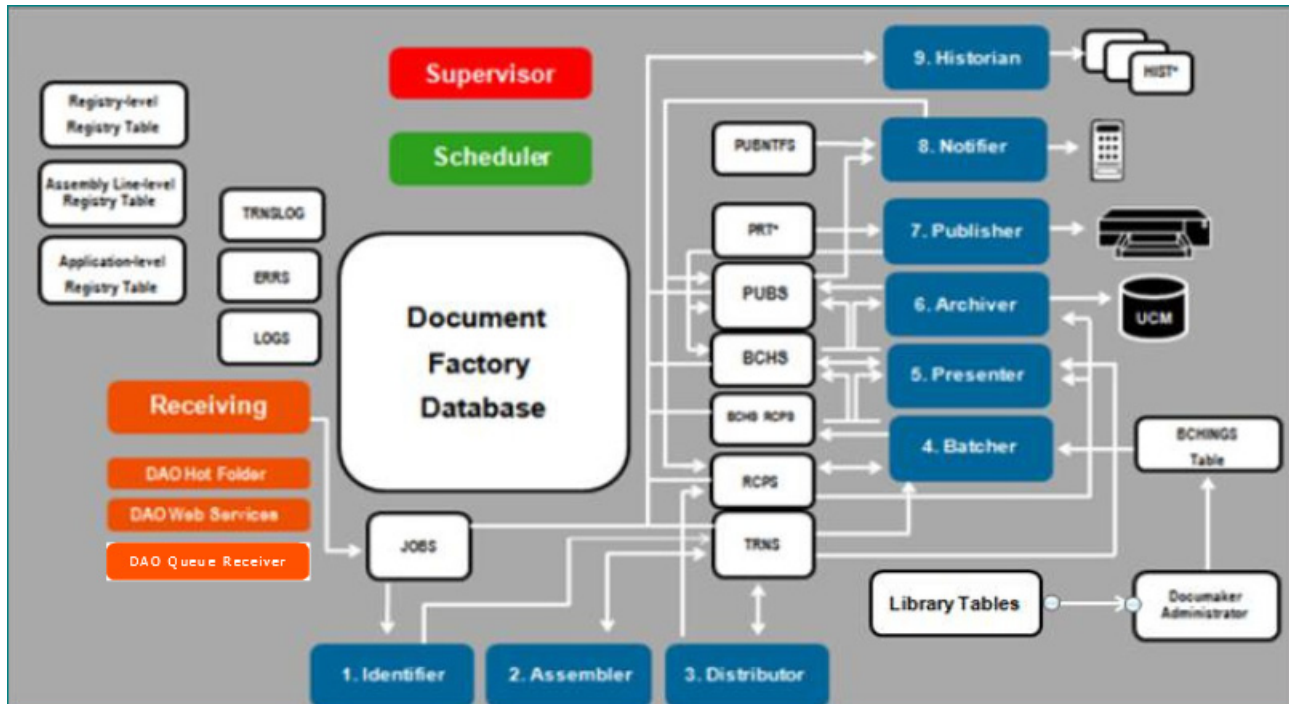 Supervisor
Scheduler
Registry-level
Registry Table
Assembly Line-level
Registry Table
Application-level
Registry Table
TRNSLOG
ERRS
LOGS
Document
Factory
Database
Receiving
DAO Hot Folder
DAO Web Services
DAO Queue Receiver
JOBS
1. Identifier
2. Assembler
3. Distributor
PUBNTFS
PRT*
PUBS
BCHS
BCHS RCPS
RCPS
TRNS
9. Historian
HIST*
8. Notifier
7. Publisher
6. Archiver
UCM
5. Presenter
4. Batcher
BCHINGS
Table
Library Tables
Documaker
Administrator